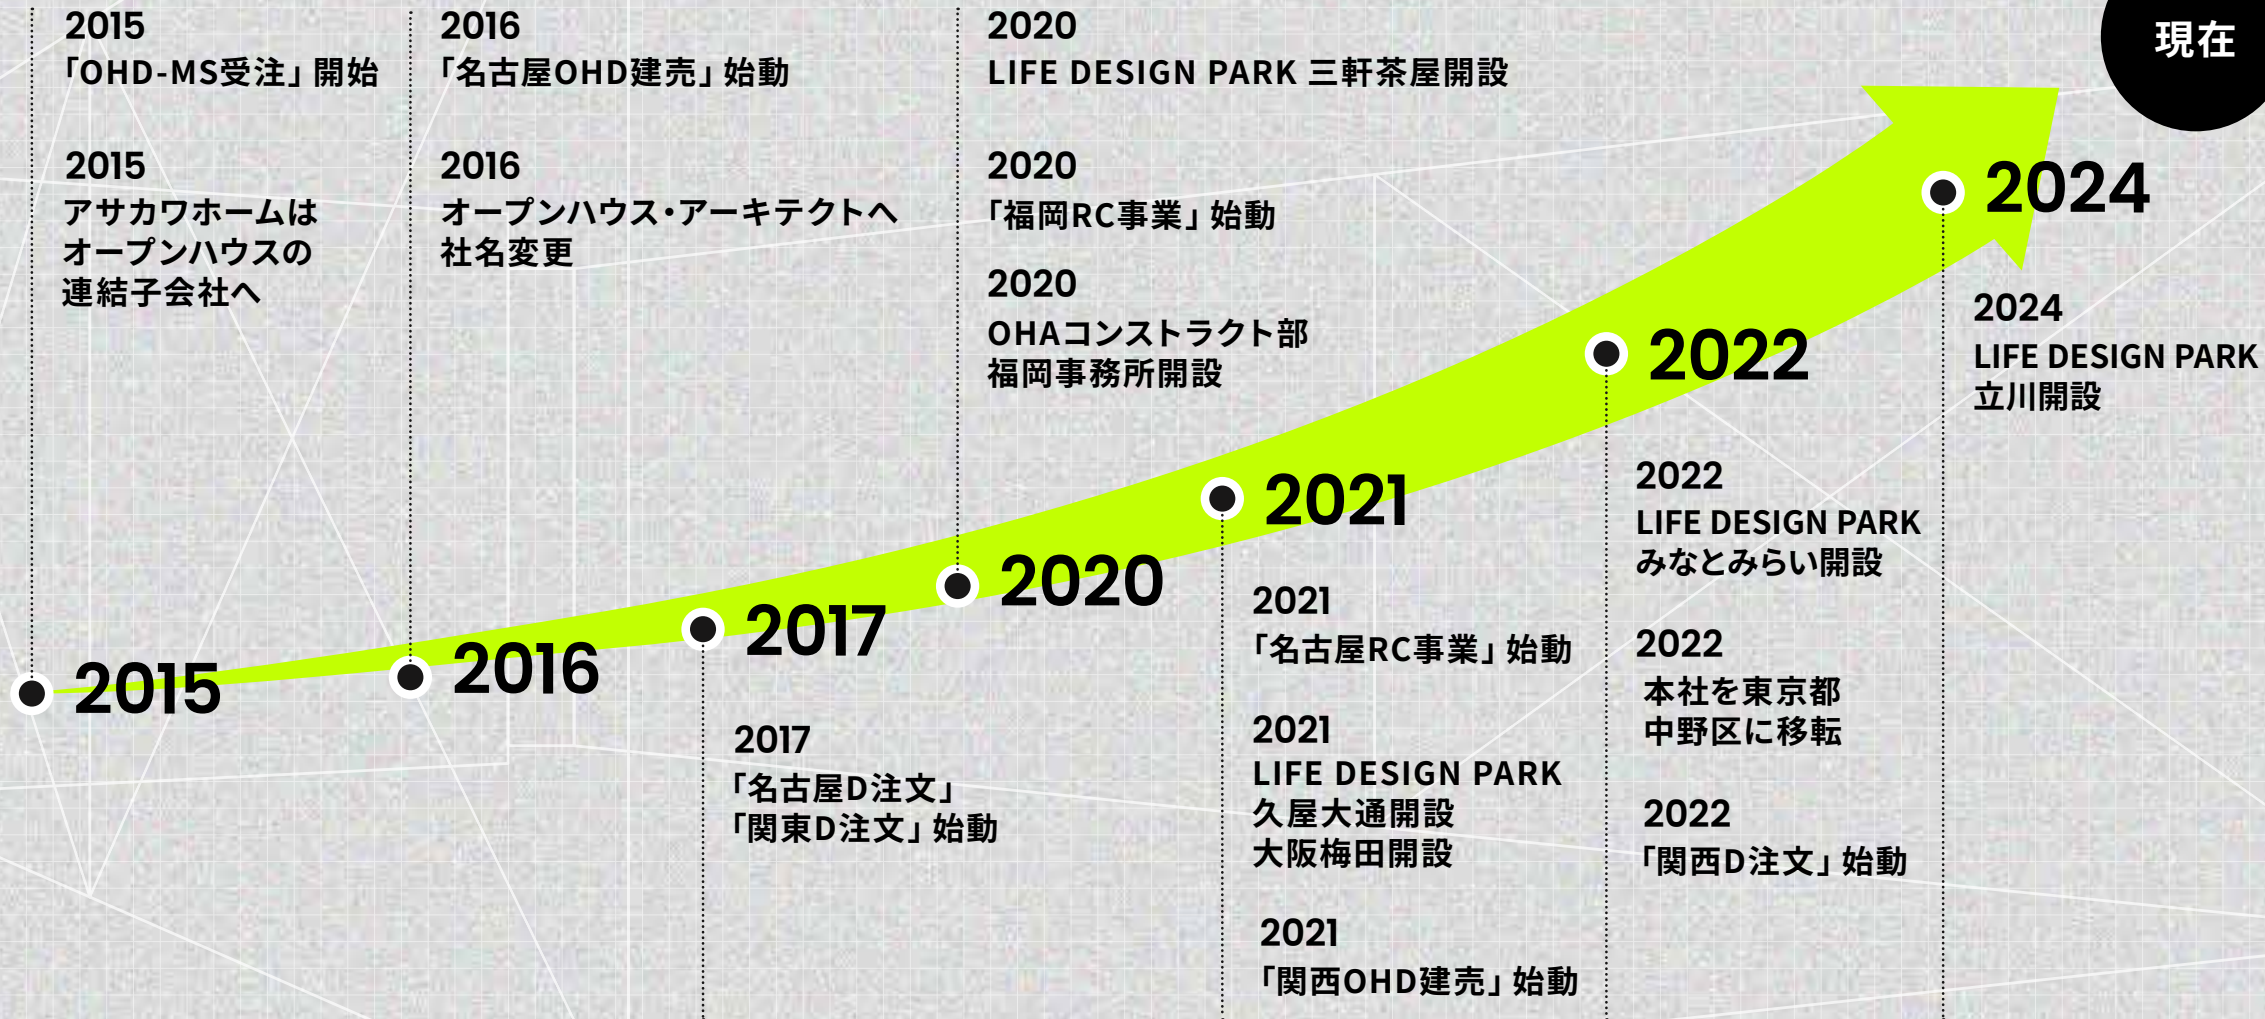 2015
「OHD-MS受注」開始
2015
アサカワホームは
オープンハウスの
連結子会社へ
2016
「名古屋OHD建売」始動
2016
オープンハウス・アーキテクトへ
社名変更
2020
LIFE DESIGN PARK 三軒茶屋開設
2020
「福岡RC事業」始動
2020
OHAコンストラクト部
福岡事務所開設
現在
2015
2016
2017
2020
2021
2022
2024
2017
「名古屋D注文」
「関東D注文」始動
2021
「名古屋RC事業」始動
2021
LIFE DESIGN PARK
久屋大通開設
大阪梅田開設
2021
「関西OHD建売」始動
2022
LIFE DESIGN PARK
みなとみらい開設
2022
本社を東京都
中野区に移転
2022
「関西D注文」始動
2024
LIFE DESIGN PARK
立川開設